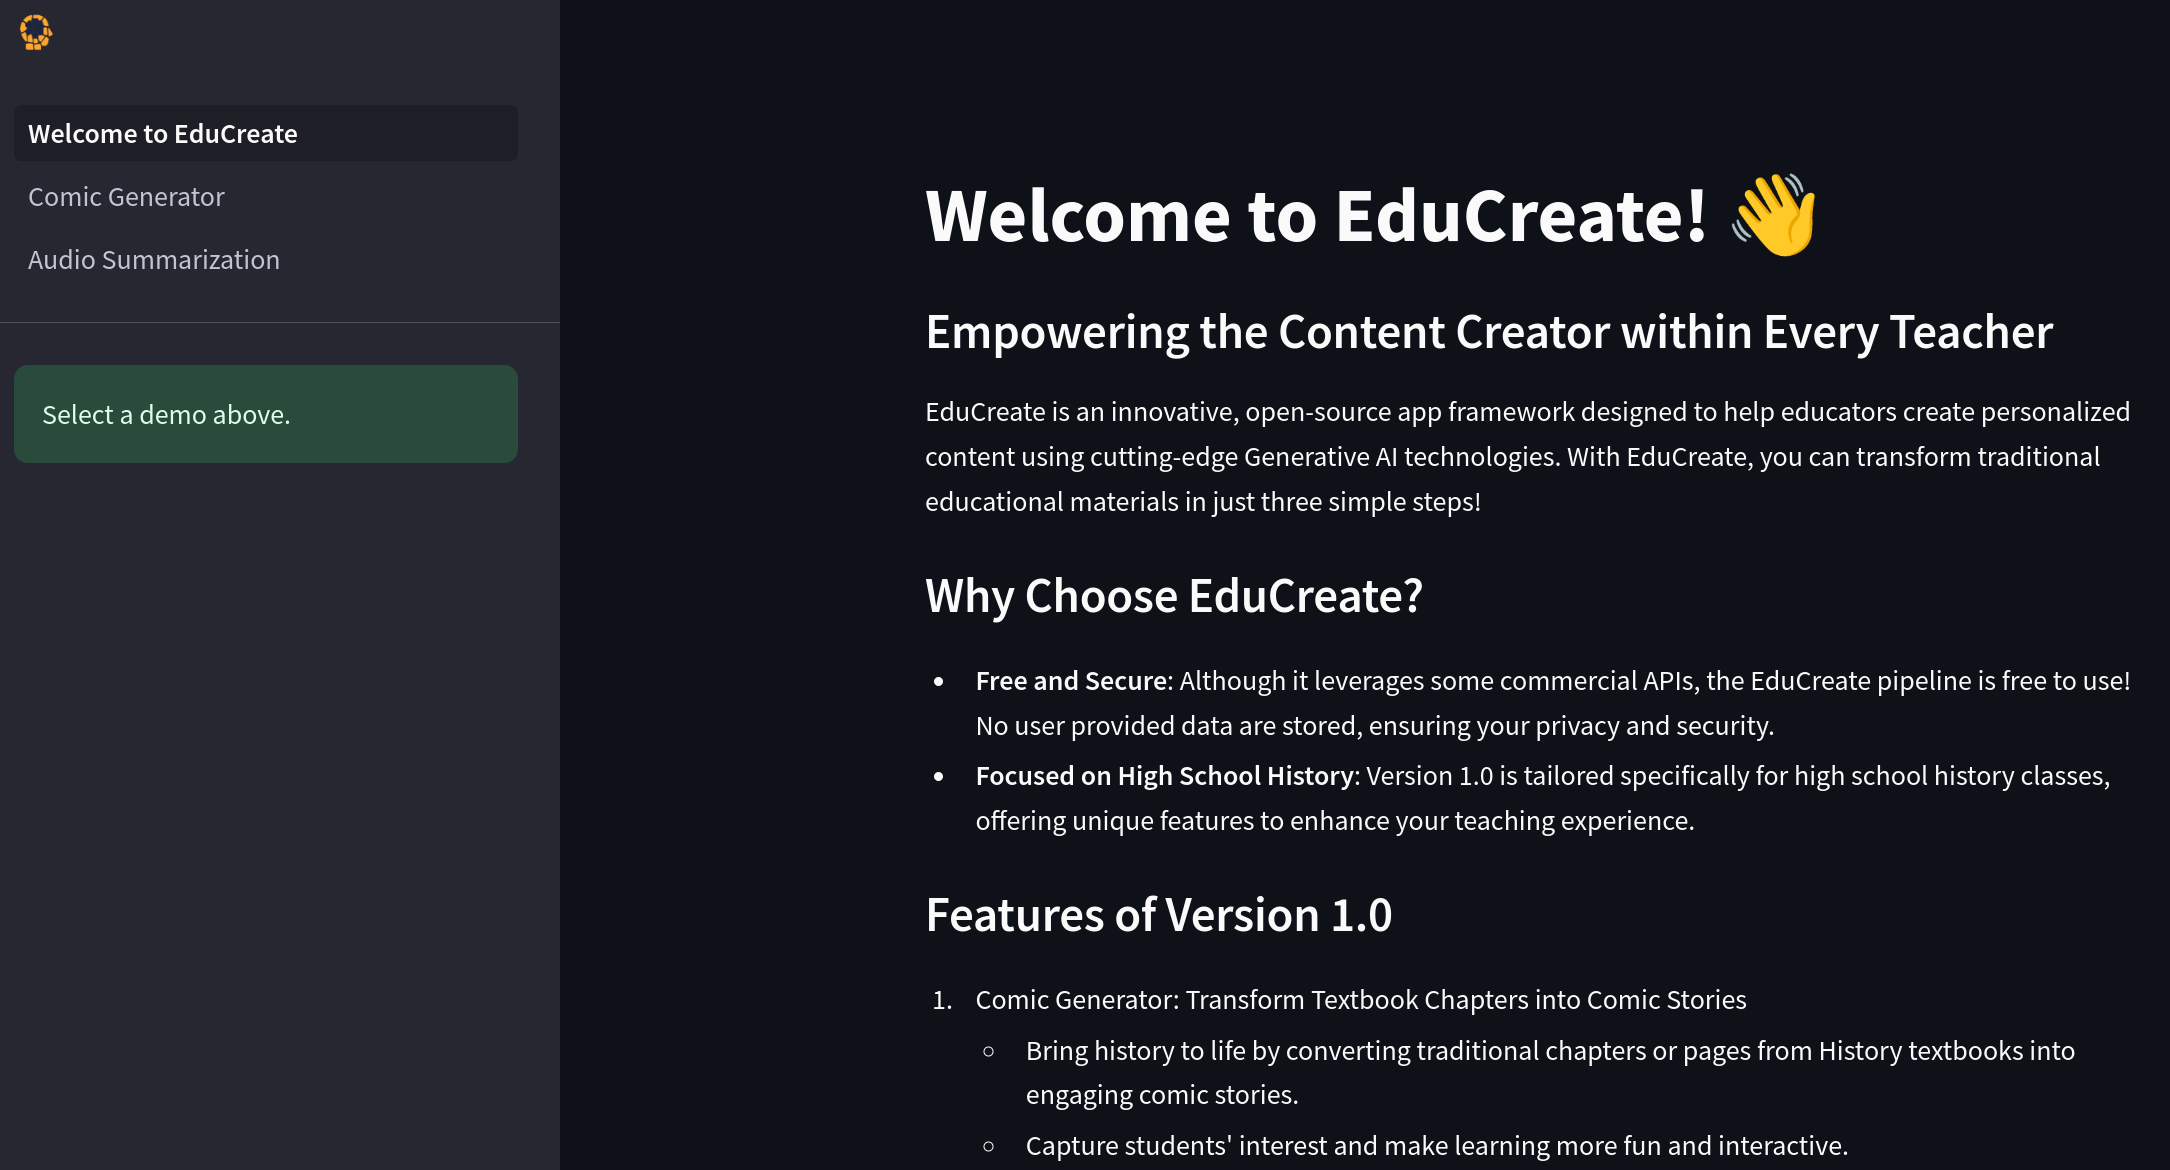 Welcome to EduCreate
Comic Generator
Audio Summarization
Select a demo above.
Welcome to EduCreate! 👋
Empowering the Content Creator within Every Teacher
EduCreate is an innovative, open-source app framework designed to help educators create personalized
content using cutting-edge Generative AI technologies. With EduCreate, you can transform traditional
educational materials in just three simple steps!
Why Choose EduCreate?
• Free and Secure: Although it leverages some commercial APIs, the EduCreate pipeline is free to use!
No user provided data are stored, ensuring your privacy and security.
• Focused on High School History: Version 1.0 is tailored specifically for high school history classes,
offering unique features to enhance your teaching experience.
Features of Version 1.0
1. Comic Generator: Transform Textbook Chapters into Comic Stories
○ Bring history to life by converting traditional chapters or pages from History textbooks into
engaging comic stories.
○ Capture students' interest and make learning more fun and interactive.